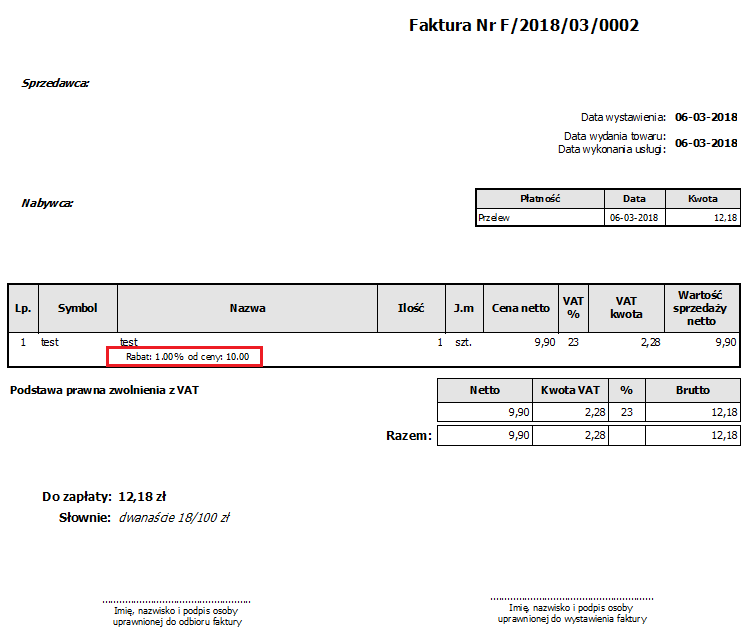 Faktura Nr F/2018/03/0002
Sprzedawca:
Data wystawienia: 06-03-2018
Data wydania towaru:
Data wykonania usługi: 06-03-2018
Nabywca:
Płatność Data Kwota
Przelew 06-03-2018 12,18
Lp. Symbol Nazwa Ilość J.m Cena netto VAT % VAT kwota Wartość sprzedaży netto
1 test test 1 szt. 9,90 23 2,28 9,90
Rabat: 1.00% od ceny: 10.00
Podstawa prawna zwolnienia z VAT
Netto Kwota VAT % Brutto
9,90 2,28 23 12,18
Razem: 9,90 2,28 12,18
Do zapłaty: 12,18 zł
Słownie: dwanaście 18/100 zł
Imię, nazwisko i podpis osoby
uprawnionej do odbioru faktury
Imię, nazwisko i podpis osoby
uprawnionej do wystawienia faktury